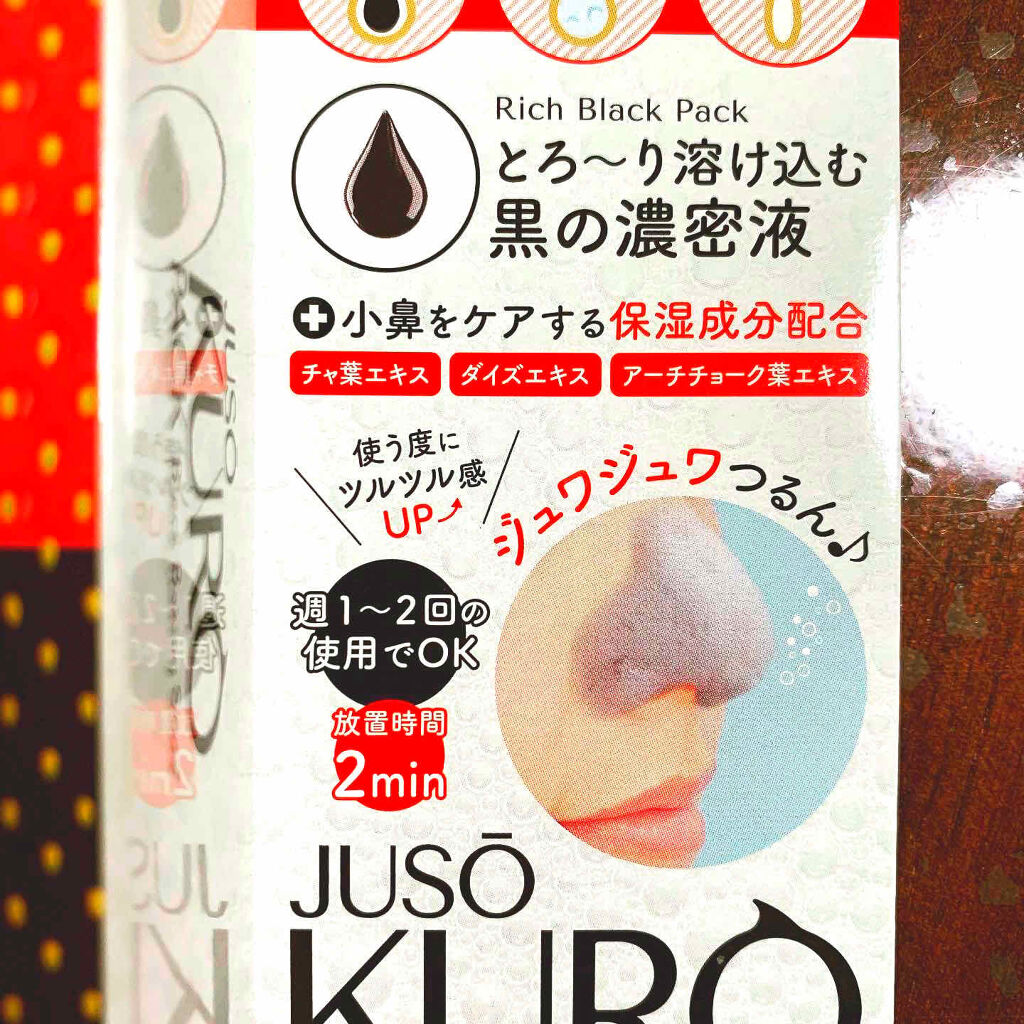 Rich Black Pack
とろ～り溶け込む
黒の濃密液
小鼻をケアする保湿成分配合
チャ葉エキス ダイズエキス アーチチョーク葉エキス
使う度に
ツルツル感
UP
ジュワジュワつるん♪
週1～2回の
使用でOK
放置時間
2min
JUSŌ
KURO